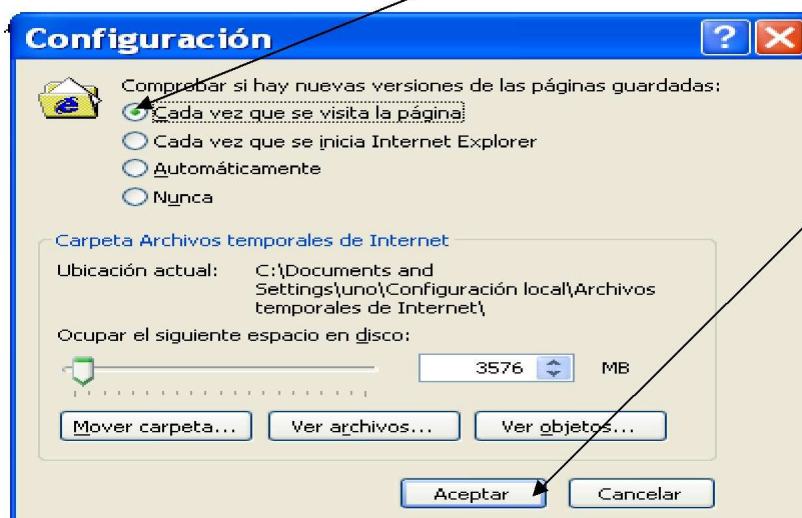 Configuración
Comprobar si hay nuevas versiones de las páginas guardadas:
Cada vez que se visita la página
Cada vez que se inicia Internet Explorer
Automáticamente
Nunca
Carpeta Archivos temporales de Internet
Ubicación actual: C:\Documents and
Settings\uno\Configuración local\Archivos
temporales de Internet\
Ocupar el siguiente espacio en disco:
3576 MB
Mover carpeta... Ver archivos... Ver objetos...
Aceptar Cancelar